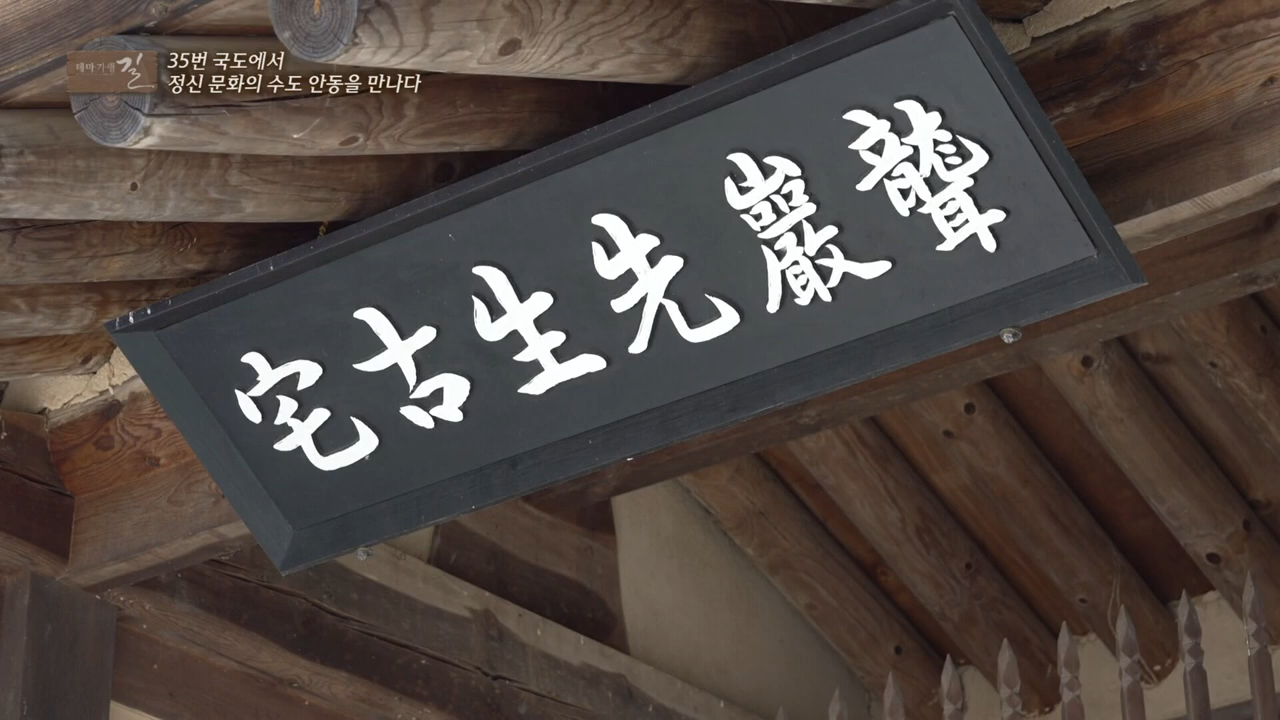 테마기행
길
35번 국도에서
정신 문화의 수도 안동을 만나다
聾巖先生古宅